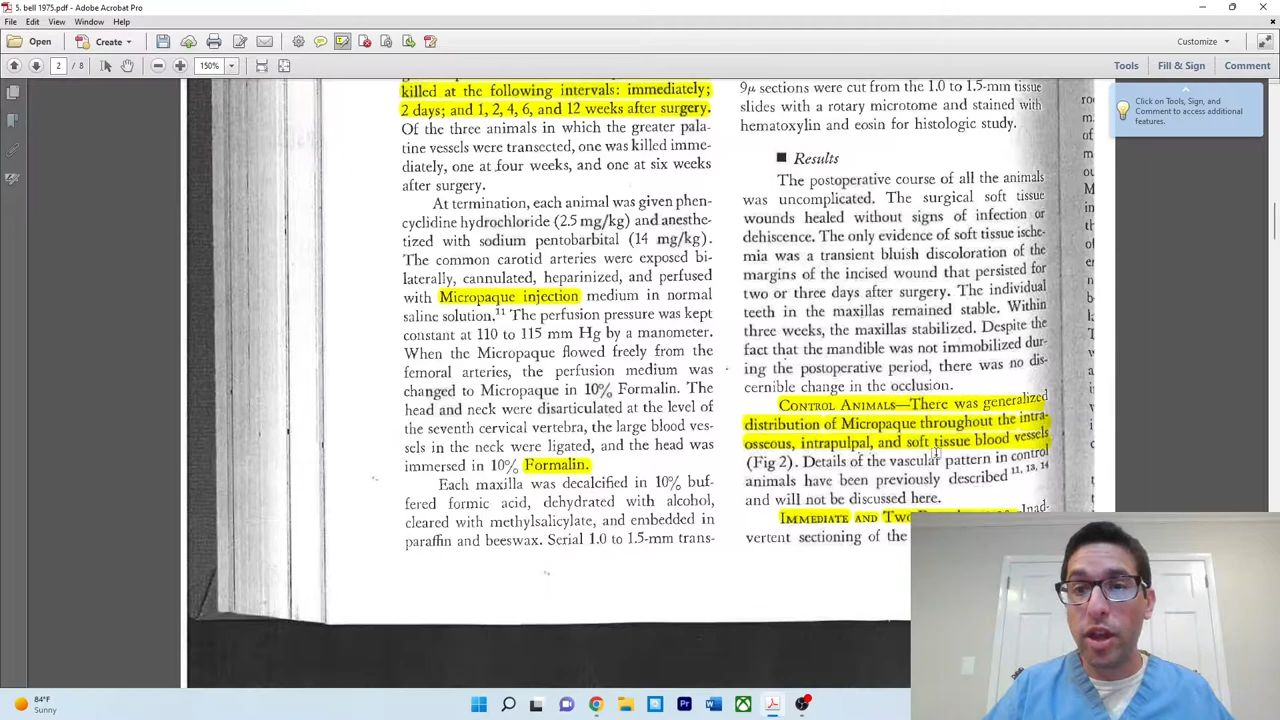 5. bell 1975.pdf - Adobe Acrobat Pro
File Edit View Window Help
Open Create Customize
2 / 8 150% Tools Fill & Sign Comment
Click on Tools, Sign, and
Comment to access additional
features.
killed at the following intervals: immediately;
2 days; and 1, 2, 4, 6, and 12 weeks after surgery.
Of the three animals in which the greater pala-
tine vessels were transected, one was killed imme-
diately, one at four weeks, and one at six weeks
after surgery.
At termination, each animal was given phen-
cyclidine hydrochloride (2.5 mg/kg) and anesthe-
tized with sodium pentobarbital (14 mg/kg).
The common carotid arteries were exposed bi-
laterally, cannulated, heparinized, and perfused
with Micropaque injection medium in normal
saline solution.11 The perfusion pressure was kept
constant at 110 to 115 mm Hg by a manometer.
When the Micropaque flowed freely from the
femoral arteries, the perfusion medium was
changed to Micropaque in 10% Formalin. The
head and neck were disarticulated at the level of
the seventh cervical vertebra, the large blood ves-
sels in the neck were ligated, and the head was
immersed in 10% Formalin.
Each maxilla was decalcified in 10% buf-
fered formic acid, dehydrated with alcohol,
cleared with methylsalicylate, and embedded in
paraffin and beeswax. Serial 1.0 to 1.5-mm trans-
9μ sections were cut from the 1.0 to 1.5-mm tissue
slides with a rotary microtome and stained with
hematoxylin and eosin for histologic study.
■ Results
The postoperative course of all the animals
was uncomplicated. The surgical soft tissue
wounds healed without signs of infection or
dehiscence. The only evidence of soft tissue ische-
mia was a transient bluish discoloration of the
margins of the incised wound that persisted for
two or three days after surgery. The individual
teeth in the maxillas remained stable. Within
three weeks, the maxillas stabilized. Despite the
fact that the mandible was not immobilized dur-
ing the postoperative period, there was no dis-
cernible change in the occlusion.
CONTROL ANIMALS—There was generalized
distribution of Micropaque throughout the intra-
osseous, intrapulpal, and soft tissue blood vessels
(Fig 2). Details of the vascular pattern in control
animals have been previously described 11, 13, 14
and will not be discussed here.
IMMEDIATE AND
vertent sectioning of the
84°F
Sunny